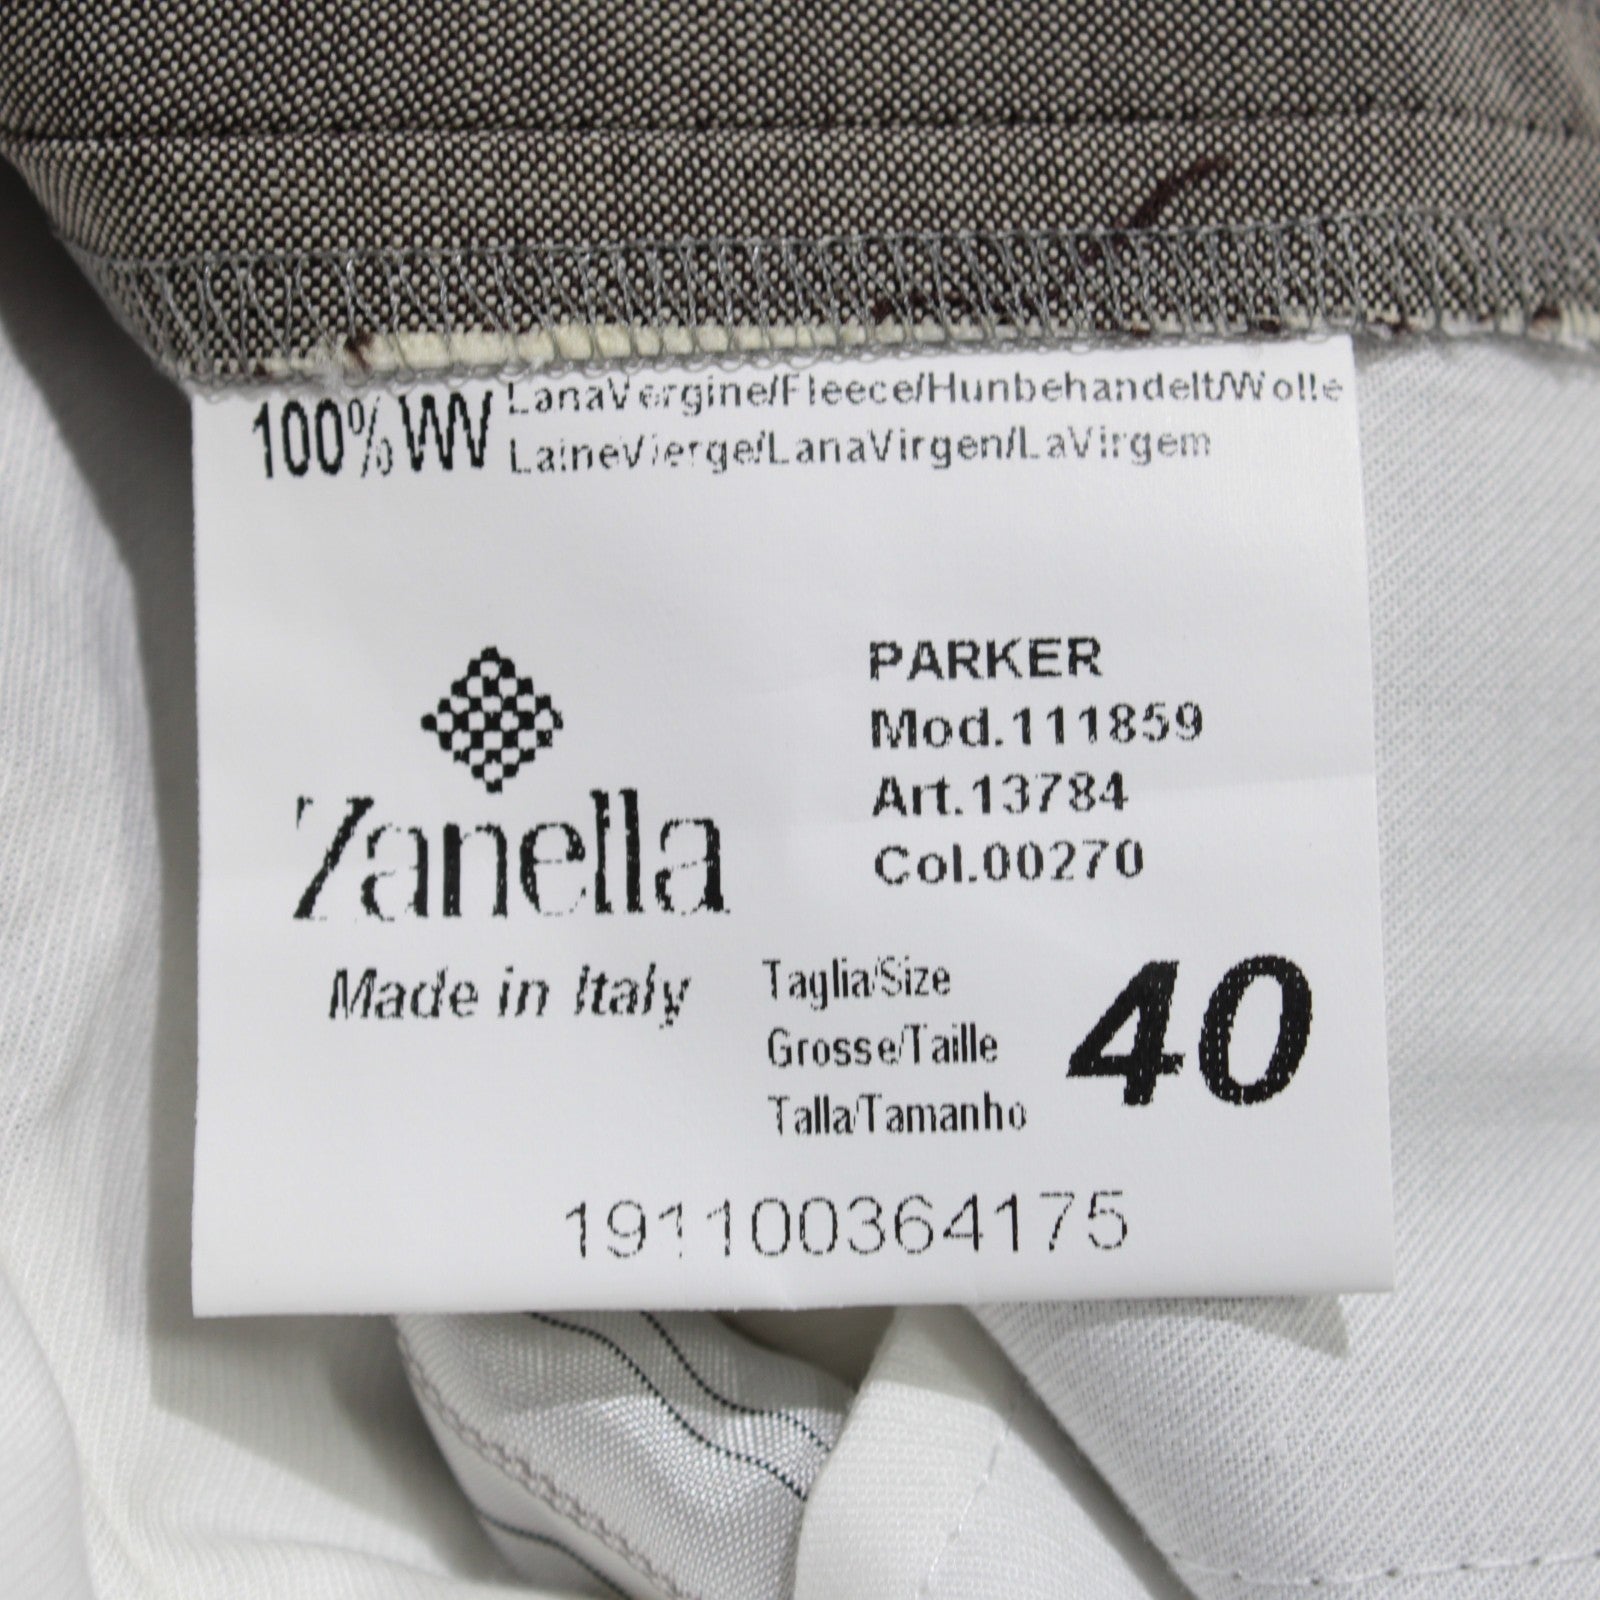 100% WV LanaVergine/Fleece/Hunbehandelt/Wolle
LaineVierge/LanaVirgen/LaVirgem
Zanella
Made in Italy
PARKER
Mod.111859
Art.13784
Col.00270
Taglia/Size
Grosse/Taille
Talla/Tamanho
40
191100364175